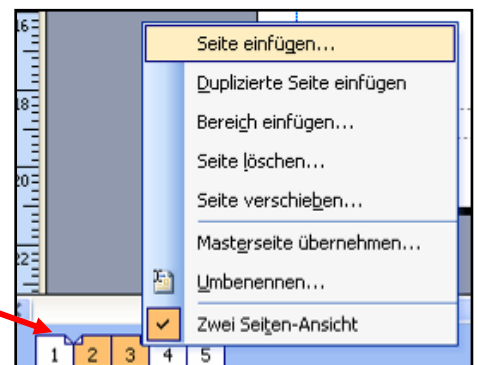 16
18
20
22
Seite einfügen...
Duplizierte Seite einfügen
Bereich einfügen...
Seite löschen...
Seite verschieben...
Masterseite übernehmen...
Umbenennen...
Zwei Seiten-Ansicht
1 2 3 4 5